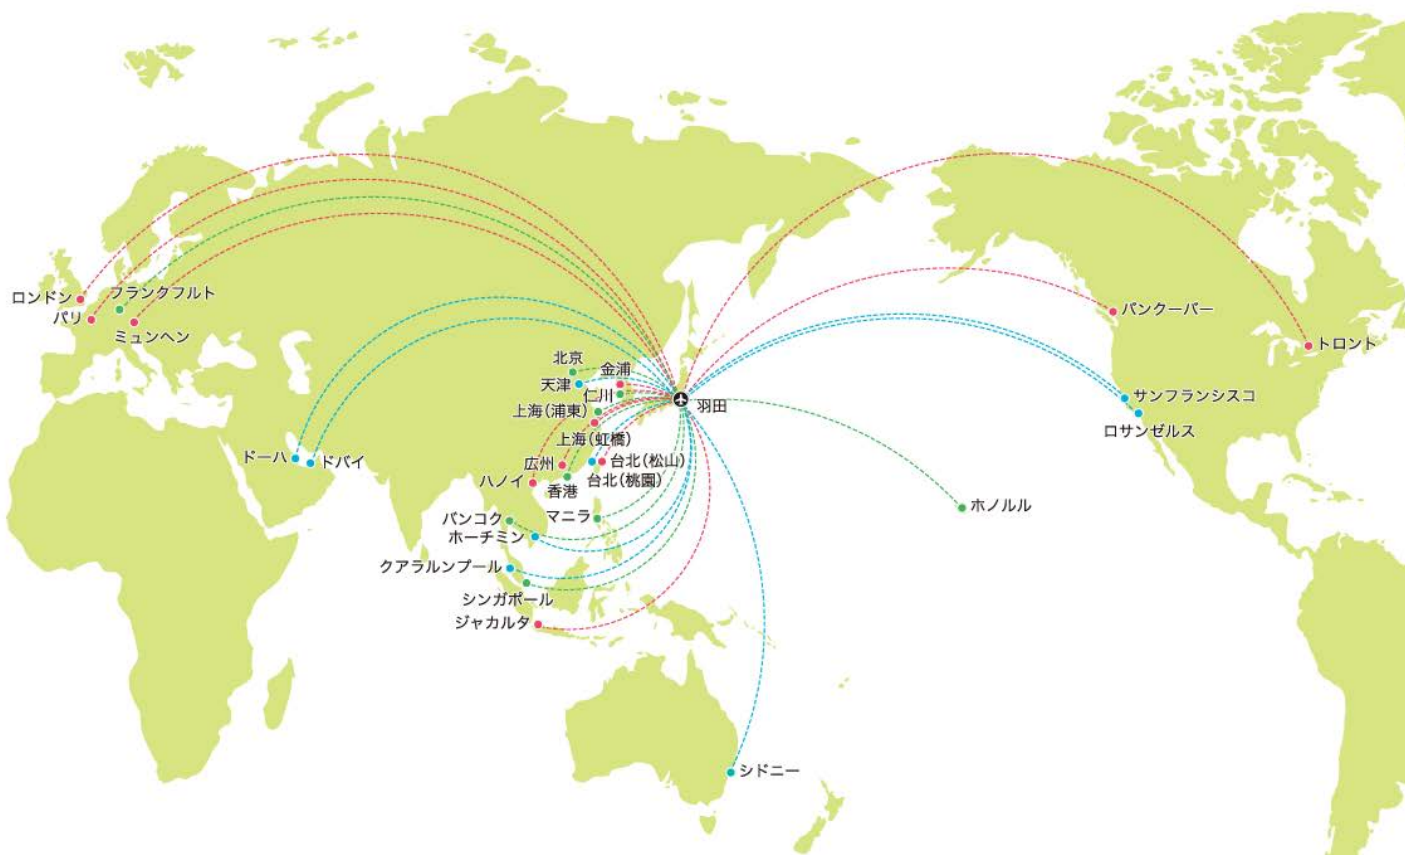 ロンドン
フランクフルト
パリ
ミュンヘン
バンクーバー
トロント
北京
金浦
天津
仁川
羽田
サンフランシスコ
上海(浦東)
ロサンゼルス
上海(虹橋)
ドーハ
ドバイ
広州
台北(松山)
ハノイ
香港
台北(桃園)
ホノルル
バンコク
マニラ
ホーチミン
クアラルンプール
シンガポール
ジャカルタ
シドニー